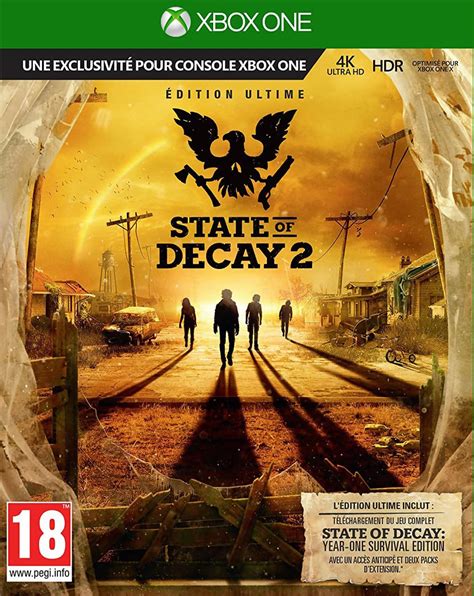 XBOX ONE
UNE EXCLUSIVITÉ POUR CONSOLE XBOX ONE
4K
ULTRA HD
HDR
OPTIMISÉ POUR
XBOX ONE X
ÉDITION ULTIME
STATE OF
DECAY 2
L'ÉDITION ULTIME INCLUT :
TÉLÉCHARGEMENT DU JEU COMPLET
STATE OF DECAY:
YEAR-ONE SURVIVAL EDITION
AVEC UN ACCÈS ANTICIPÉ ET DEUX PACKS
D'EXTENSION.*
18
www.pegi.info